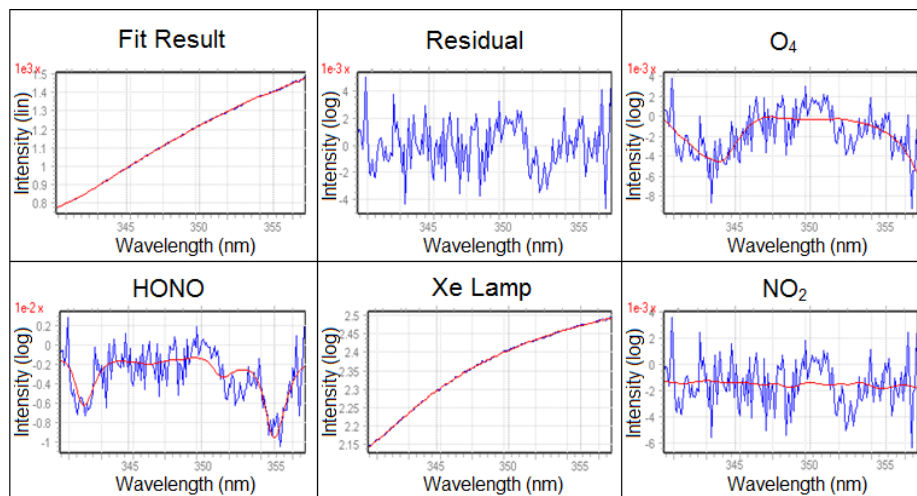 Fit Result
1e3 x
1.5
1.4
1.3
1.2
1.1
1
0.9
0.8
Intensity (lin)
345
350
355
Wavelength (nm)
Residual
1e-3 x
4
2
0
-2
-4
Intensity (log)
345
350
355
Wavelength (nm)
O₄
1e-3 x
4
2
0
-2
-4
-6
-8
Intensity (log)
345
350
355
Wavelength (nm)
HONO
1e-2 x
0.2
0
-0.2
-0.4
-0.6
-0.8
-1
Intensity (log)
345
350
355
Wavelength (nm)
Xe Lamp
2.5
2.45
2.4
2.35
2.3
2.25
2.2
2.15
Intensity (log)
345
350
355
Wavelength (nm)
NO₂
1e-3 x
4
2
0
-2
-4
-6
Intensity (log)
345
350
355
Wavelength (nm)